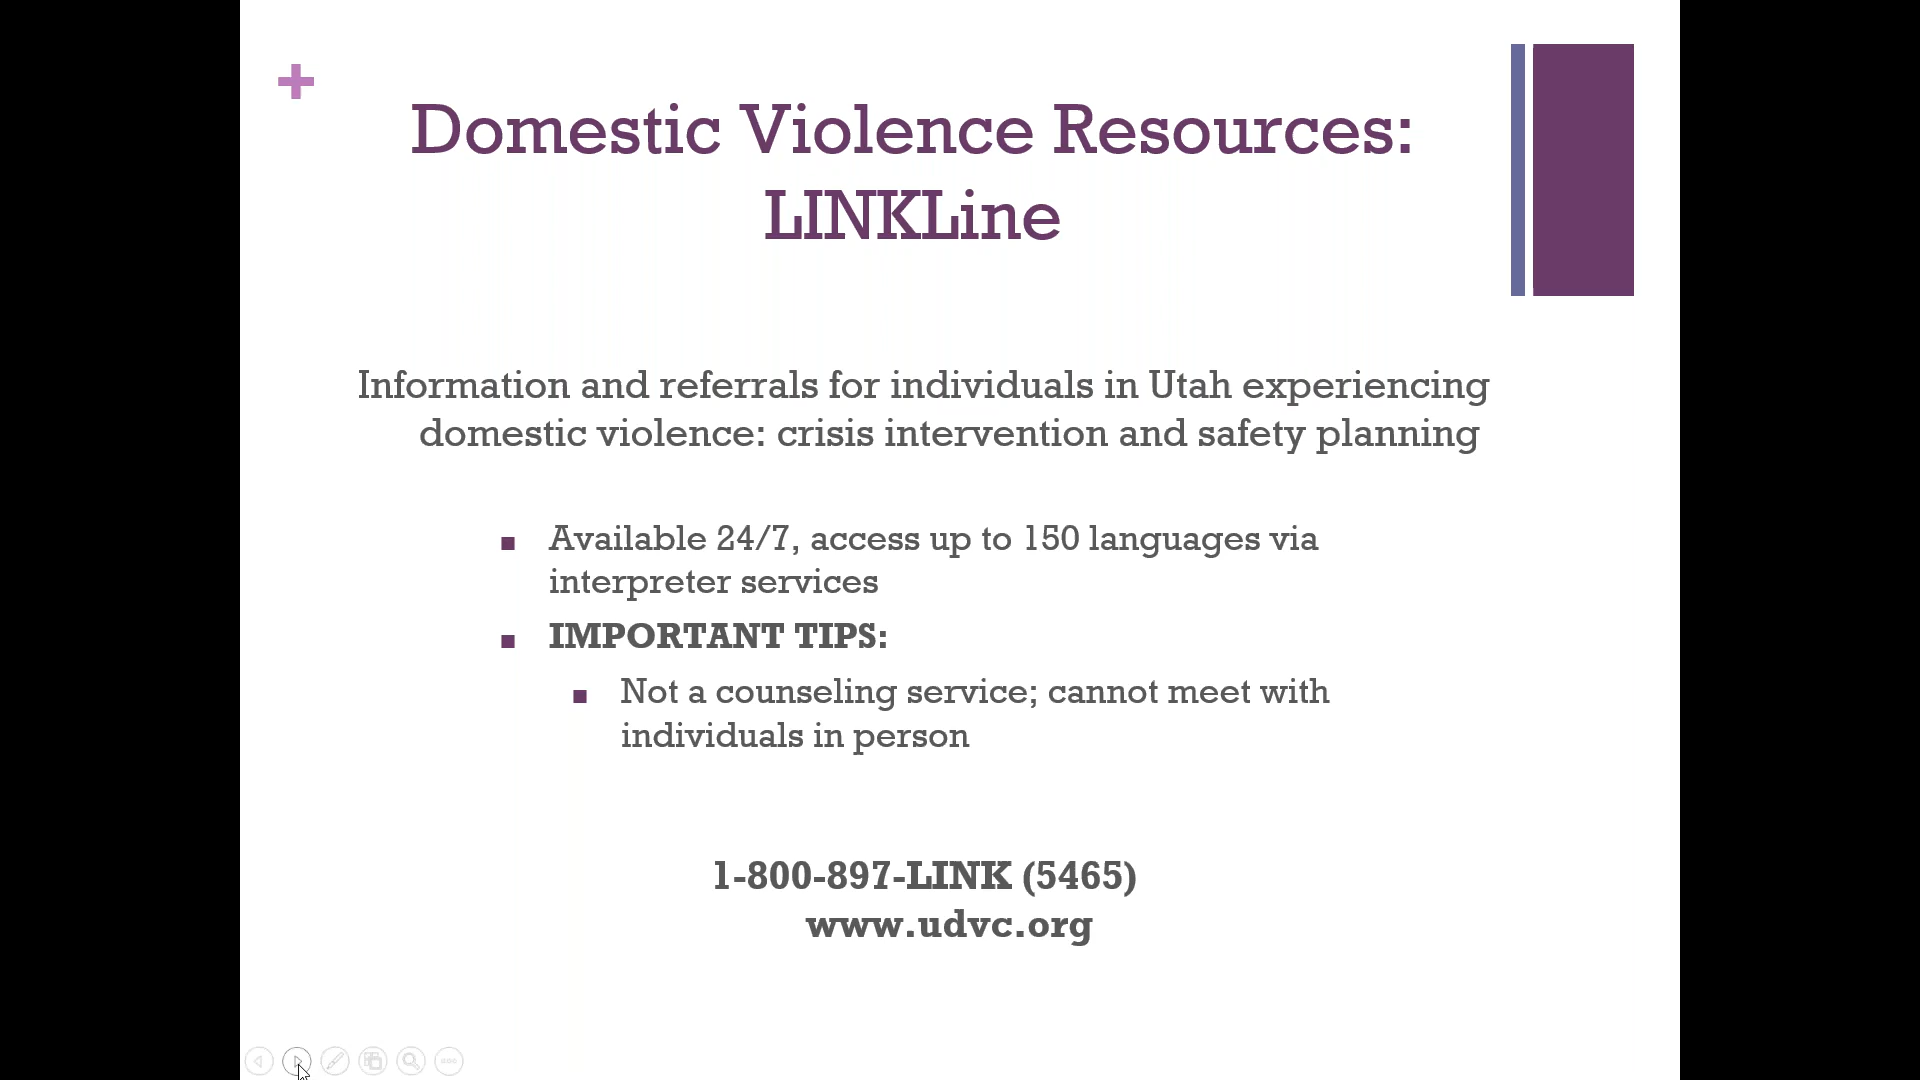 Domestic Violence Resources:
LINKLine
Information and referrals for individuals in Utah experiencing
domestic violence: crisis intervention and safety planning
Available 24/7, access up to 150 languages via
interpreter services
IMPORTANT TIPS:
Not a counseling service; cannot meet with
individuals in person
1-800-897-LINK (5465)
www.udvc.org